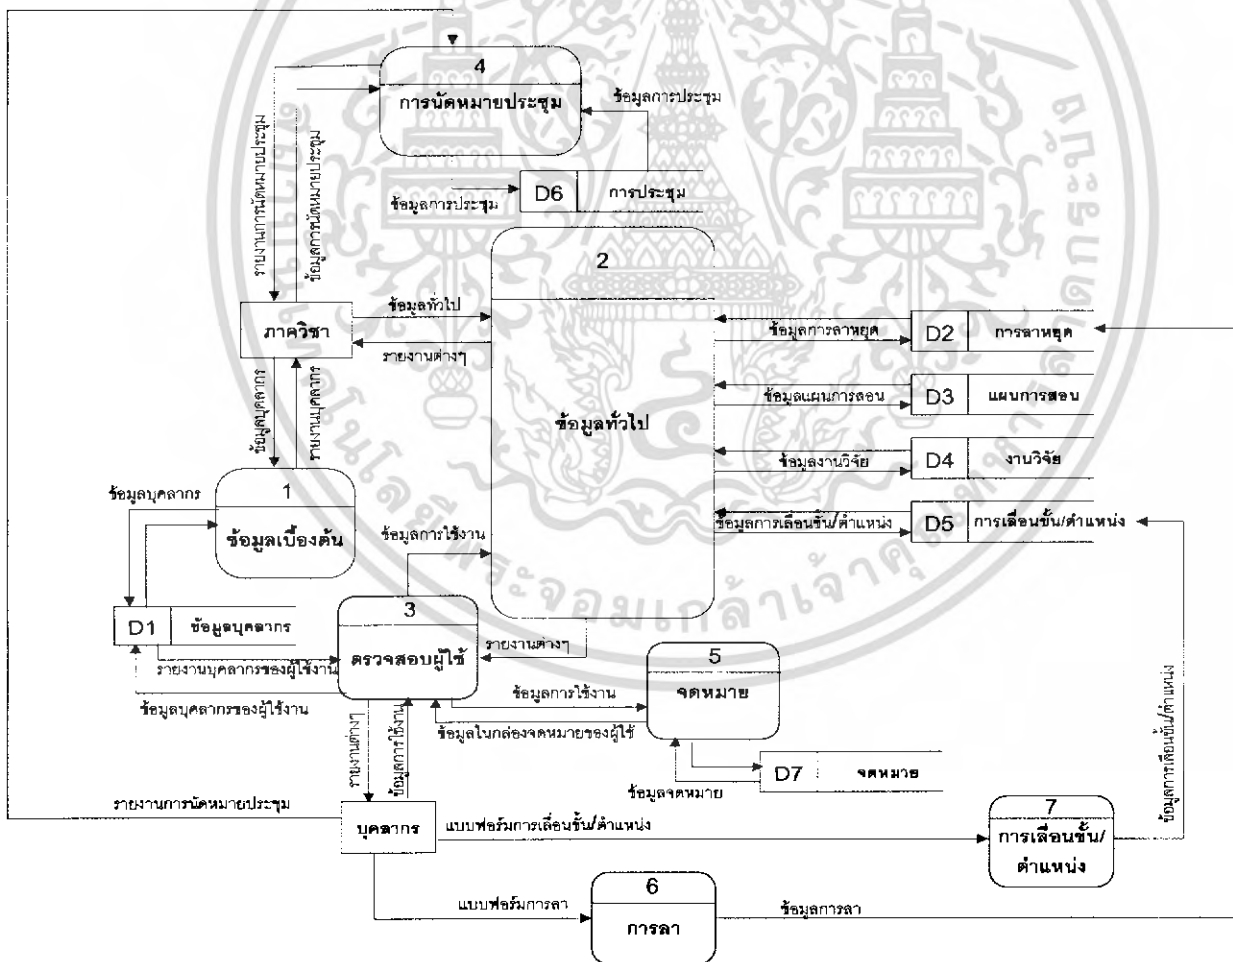 4
การนัดหมายประชุม
ข้อมูลการประชุม
รายงานการนัดหมายประชุม
ข้อมูลการนัดหมายประชุม
ข้อมูลการประชุม
D6
การประชุม
2
ข้อมูลทั่วไป
ข้อมูลทั่วไป
ภาควิชา
รายงานต่างๆ
ข้อมูลการลาหยุด
D2
การลาหยุด
ข้อมูลแผนการสอน
D3
แผนการสอน
ข้อมูลงานวิจัย
D4
งานวิจัย
ข้อมูลการเลื่อนขั้น/ตำแหน่ง
D5
การเลื่อนขั้น/ตำแหน่ง
ข้อมูลบุคลากร
รายงานบุคลากร
ข้อมูลบุคลากร
1
ข้อมูลเบื้องต้น
ข้อมูลการใช้งาน
D1
ข้อมูลบุคลากร
3
ตรวจสอบผู้ใช้
รายงานต่างๆ
รายงานบุคลากรของผู้ใช้งาน
ข้อมูลบุคลากรของผู้ใช้งาน
5
จดหมาย
ข้อมูลการใช้งาน
ข้อมูลในกล่องจดหมายของผู้ใช้
รายงานต่างๆ
ข้อมูลการใช้งาน
D7
จดหมาย
ข้อมูลจดหมาย
ข้อมูลการเลื่อนขั้น/ตำแหน่ง
รายงานการนัดหมายประชุม
บุคลากร
แบบฟอร์มการเลื่อนขั้น/ตำแหน่ง
7
การเลื่อนขั้น/
ตำแหน่ง
แบบฟอร์มการลา
6
การลา
ข้อมูลการลา
พระจอมเกล้าเจ้าคุณทหารลาดกระบัง